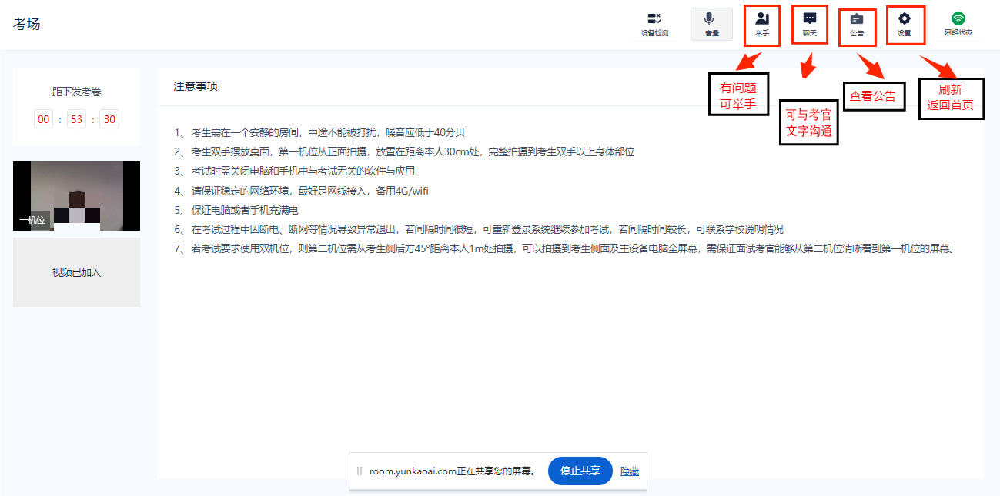 考场
设备检测
音量
举手
聊天
公告
设置
网络状态
有问题
可举手
可与考官
文字沟通
查看公告
刷新
返回首页
距下发考卷
00 : 53 : 30
一机位
视频已加入
注意事项
1、 考生需在一个安静的房间，中途不能被打扰，噪音应低于40分贝
2、 考生双手摆放桌面，第一机位从正面拍摄，放置在距离本人30cm处，完整拍摄到考生双手以上身体部位
3、 考试时需关闭电脑和手机中与考试无关的软件与应用
4、 请保证稳定的网络环境，最好是网线接入，备用4G/wifi
5、 保证电脑或者手机充满电
6、 在考试过程中因断电、断网等情况导致异常退出，若间隔时间很短，可重新登录系统继续参加考试，若间隔时间较长，可联系学校说明情况
7、 若考试要求使用双机位，则第二机位需从考生侧后方45°距离本人1m处拍摄，可以拍摄到考生侧面及主设备电脑全屏幕，需保证面试考官能够从第二机位清晰看到第一机位的屏幕。
room.yunkaoai.com正在共享您的屏幕。 停止共享 隐藏